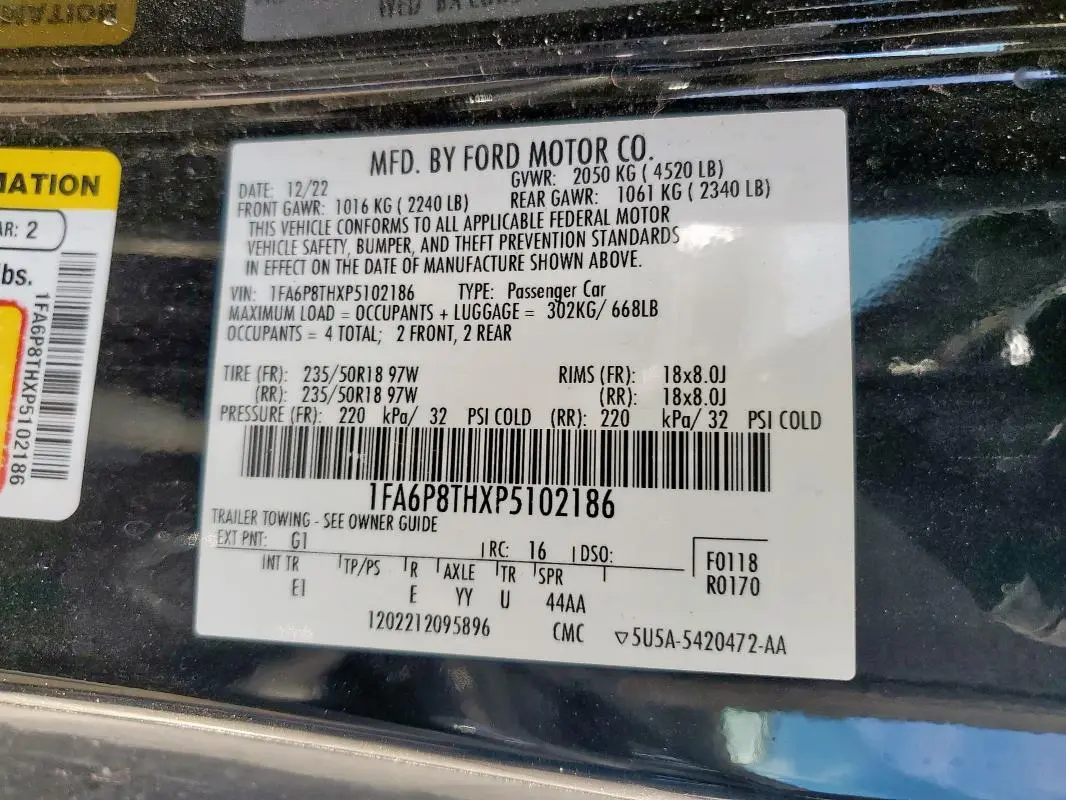 MATION
AR: 2
lbs.
1FA6P8THXP5102186
MFD. BY FORD MOTOR CO.
DATE: 12/22 GVWR: 2050 KG ( 4520 LB)
FRONT GAWR: 1016 KG ( 2240 LB) REAR GAWR: 1061 KG ( 2340 LB)
THIS VEHICLE CONFORMS TO ALL APPLICABLE FEDERAL MOTOR
VEHICLE SAFETY, BUMPER, AND THEFT PREVENTION STANDARDS
IN EFFECT ON THE DATE OF MANUFACTURE SHOWN ABOVE.
VIN: 1FA6P8THXP5102186 TYPE: Passenger Car
MAXIMUM LOAD = OCCUPANTS + LUGGAGE = 302KG/ 668LB
OCCUPANTS = 4 TOTAL; 2 FRONT, 2 REAR
TIRE (FR): 235/50R18 97W RIMS (FR): 18x8.0J
(RR): 235/50R18 97W (RR): 18x8.0J
PRESSURE (FR): 220 kPa/ 32 PSI COLD (RR): 220 kPa/ 32 PSI COLD
1FA6P8THXP5102186
TRAILER TOWING - SEE OWNER GUIDE
EXT PNT: G1 RC: 16 DSO: F0118
INT TR TP/PS R AXLE TR SPR R0170
EI E YY U 44AA
1202212095896 CMC ▽5U5A-5420472-AA